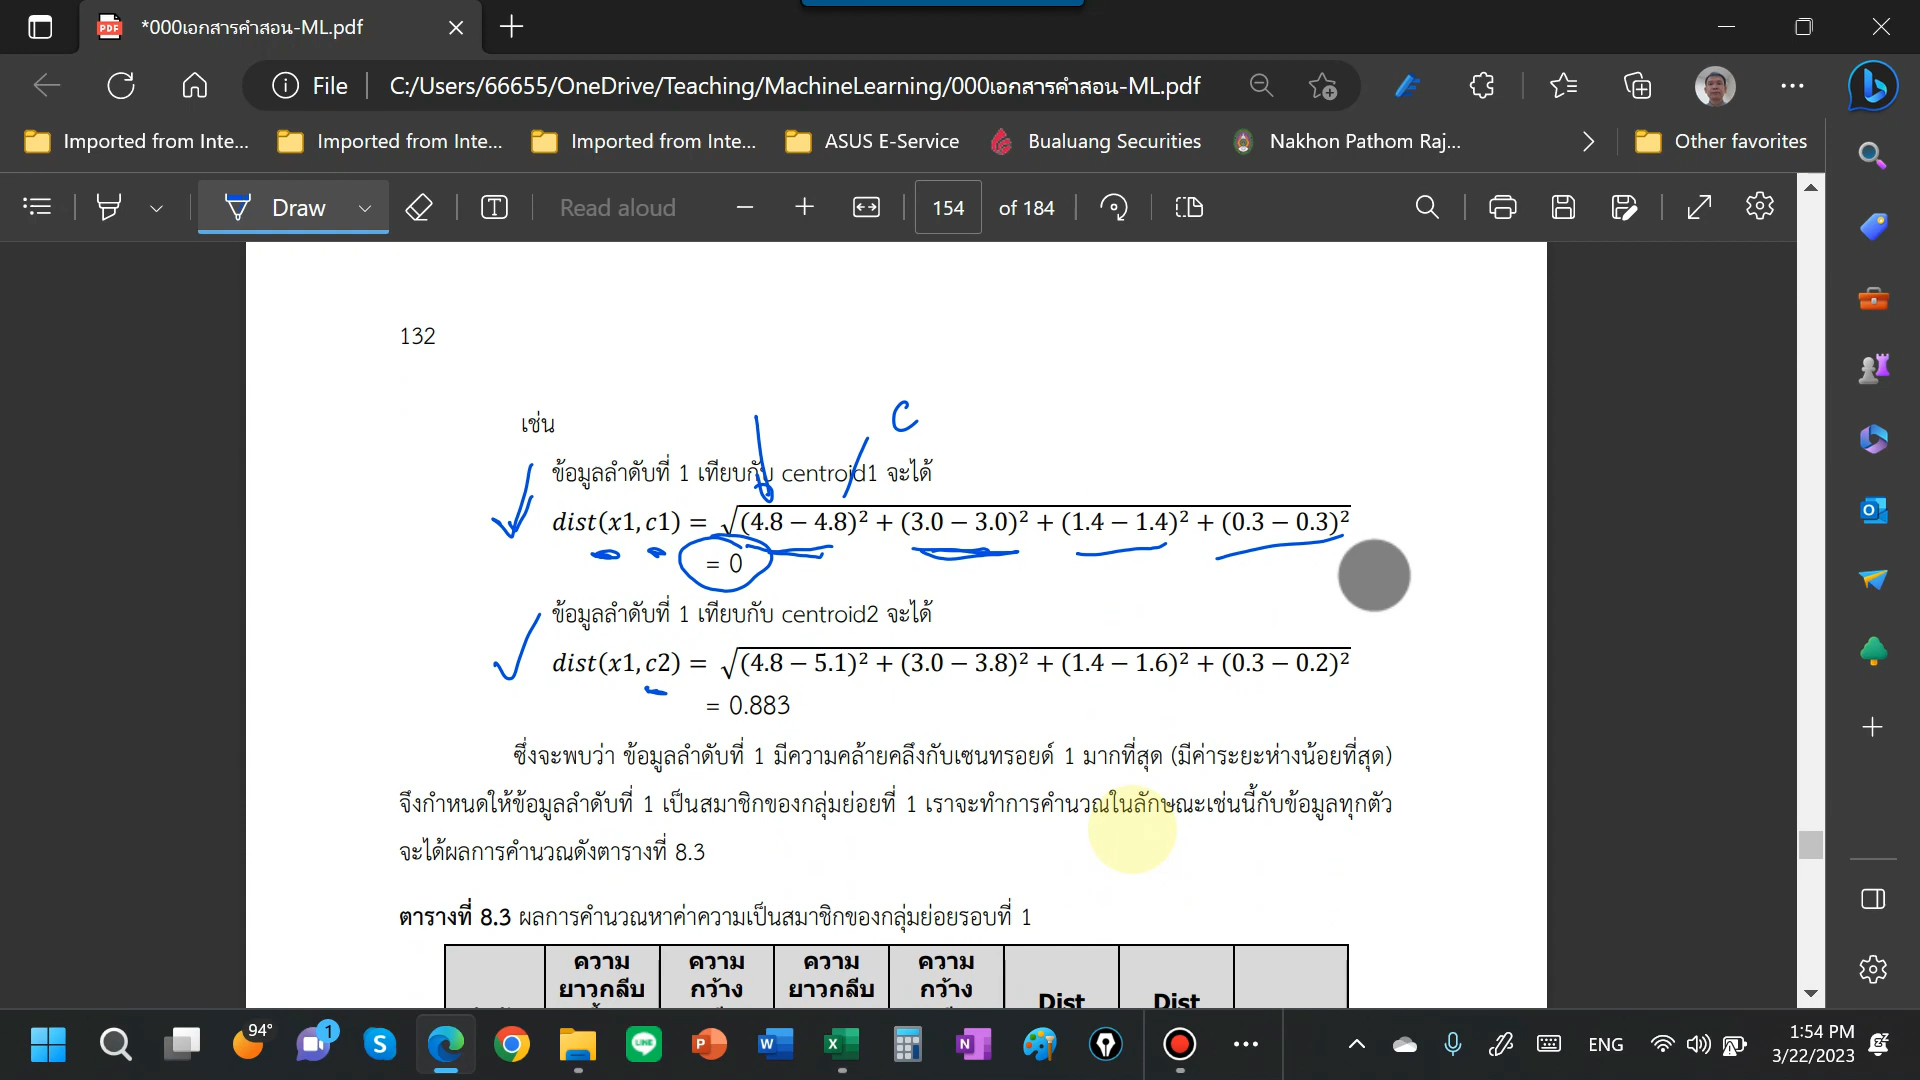 *000เอกสารคำสอน-ML.pdf
File
C:/Users/66655/OneDrive/Teaching/MachineLearning/000เอกสารคำสอน-ML.pdf
Imported from Inte...
Imported from Inte...
Imported from Inte...
ASUS E-Service
Bualuang Securities
Nakhon Pathom Raj...
Other favorites
Draw
Read aloud
154
of 184
132
C
เช่น
ข้อมูลลำดับที่ 1 เทียบกับ centroid1 จะได้
dist(x1, c1) = √(4.8 − 4.8)² + (3.0 − 3.0)² + (1.4 − 1.4)² + (0.3 − 0.3)²
= 0
ข้อมูลลำดับที่ 1 เทียบกับ centroid2 จะได้
dist(x1, c2) = √(4.8 − 5.1)² + (3.0 − 3.8)² + (1.4 − 1.6)² + (0.3 − 0.2)²
= 0.883
ซึ่งจะพบว่า ข้อมูลลำดับที่ 1 มีความคล้ายคลึงกับเซนทรอยด์ 1 มากที่สุด (มีค่าระยะห่างน้อยที่สุด)
จึงกำหนดให้ข้อมูลลำดับที่ 1 เป็นสมาชิกของกลุ่มย่อยที่ 1 เราจะทำการคำนวณในลักษณะเช่นนี้กับข้อมูลทุกตัว
จะได้ผลการคำนวณดังตารางที่ 8.3
ตารางที่ 8.3 ผลการคำนวณหาค่าความเป็นสมาชิกของกลุ่มย่อยรอบที่ 1
ความ ความ ความ ความ
ยาวกลีบ กว้าง ยาวกลีบ กว้าง
Dist Dist
94°
1
ENG
1:54 PM
3/22/2023